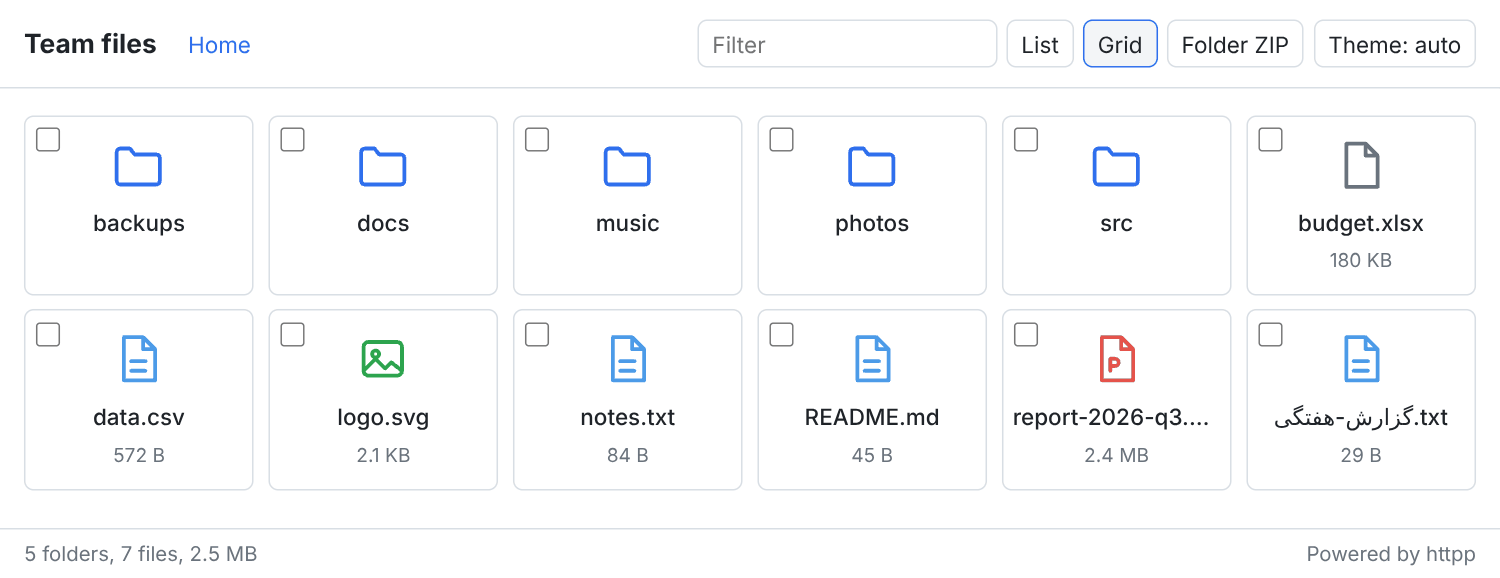 Team files Home Filter List Grid Folder ZIP Theme: auto
backups docs music photos src budget.xlsx
180 KB
data.csv logo.svg notes.txt README.md report-2026-q3.... گزارش-هفتگی.txt
572 B 2.1 KB 84 B 45 B 2.4 MB 29 B
5 folders, 7 files, 2.5 MB Powered by httpp